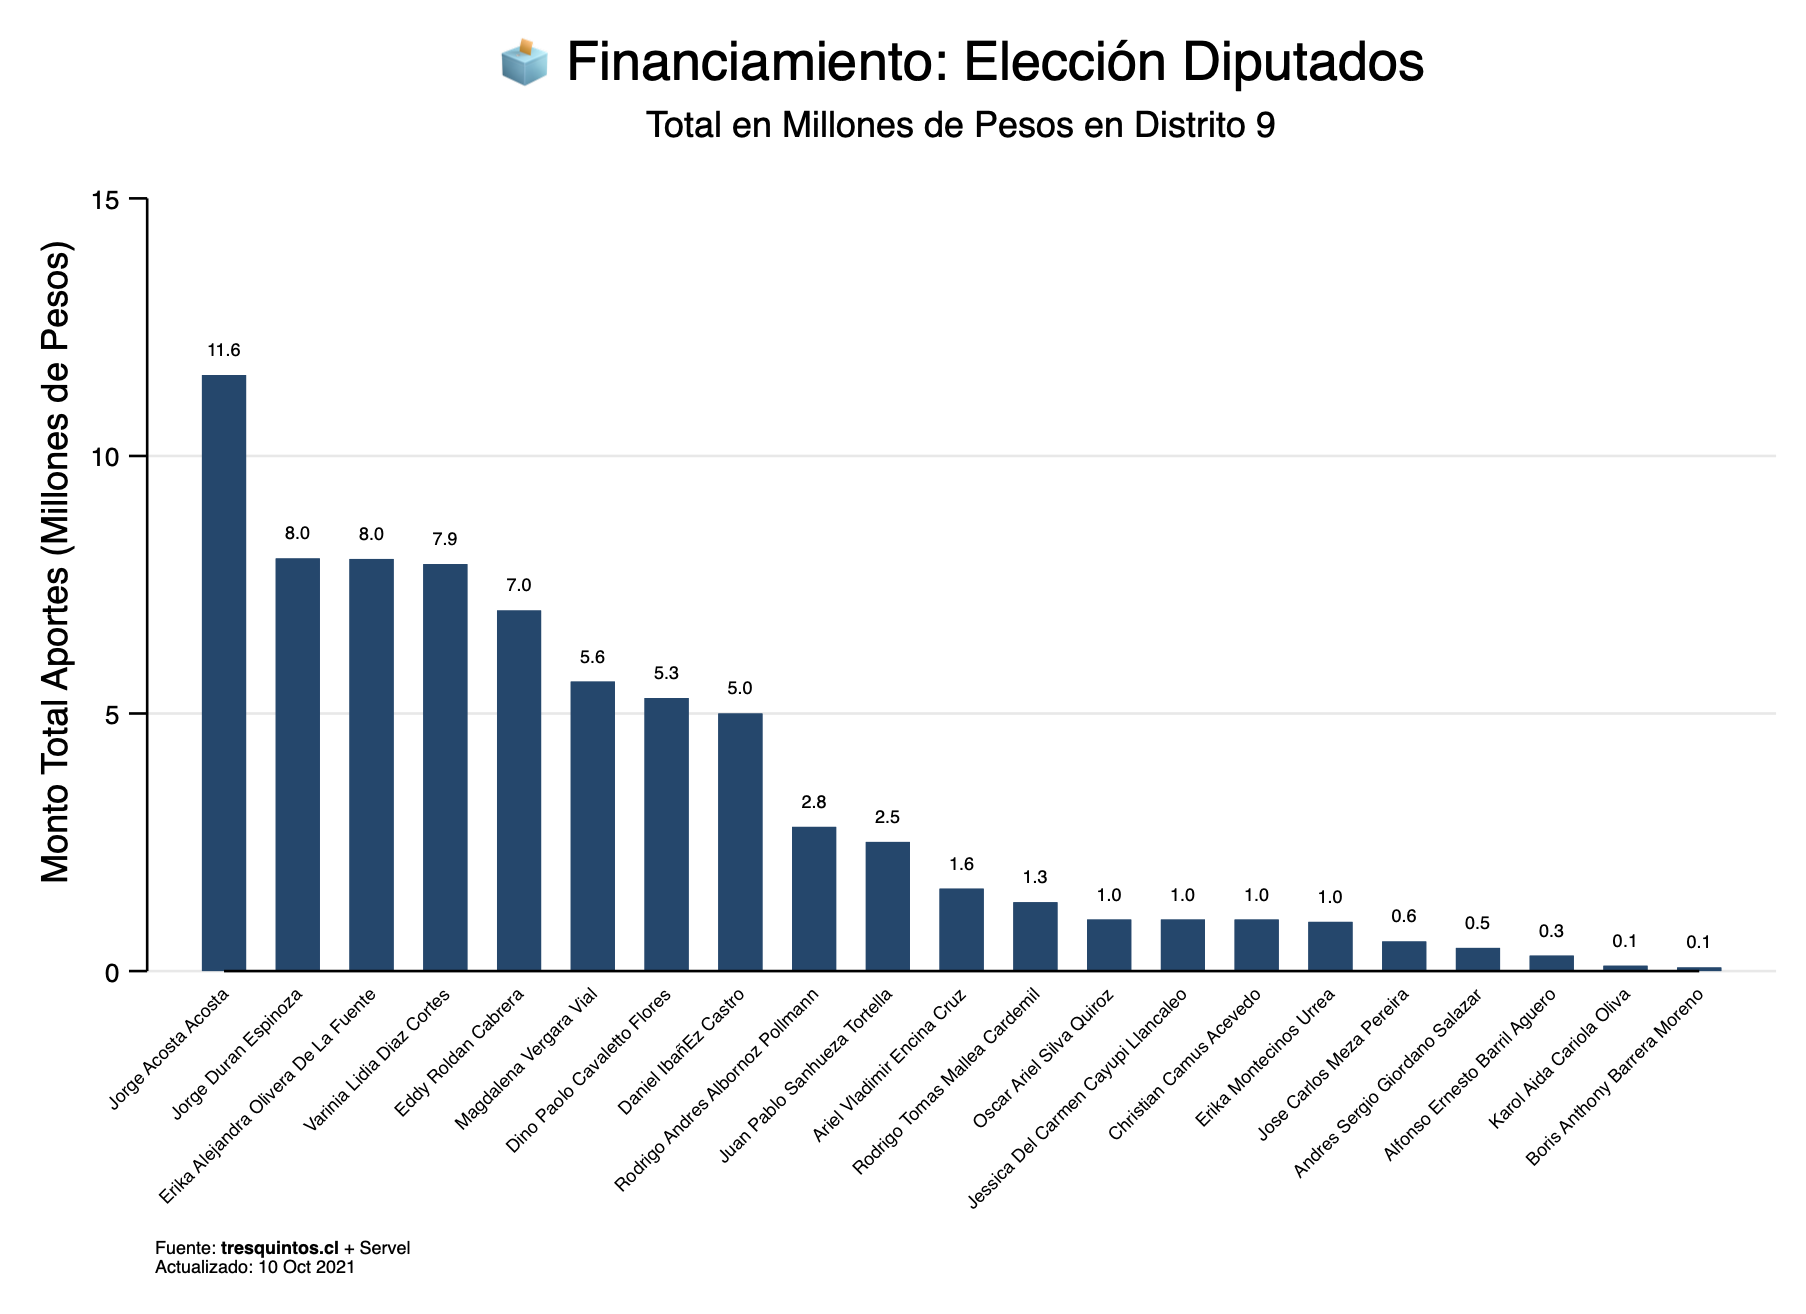 Financiamiento: Elección Diputados
Total en Millones de Pesos en Distrito 9
Monto Total Aportes (Millones de Pesos)
15
10
5
0
11.6
8.0
8.0
7.9
7.0
5.6
5.3
5.0
2.8
2.5
1.6
1.3
1.0
1.0
1.0
1.0
0.6
0.5
0.3
0.1
0.1
Jorge Acosta Acosta
Jorge Duran Espinoza
Erika Alejandra Olivera De La Fuente
Varinia Lidia Diaz Cortes
Eddy Roldan Cabrera
Magdalena Vergara Vial
Dino Paolo Cavaletto Flores
Daniel IbañEz Castro
Rodrigo Andres Albornoz Pollmann
Juan Pablo Sanhueza Tortella
Ariel Vladimir Encina Cruz
Rodrigo Tomas Mallea Cardemil
Oscar Ariel Silva Quiroz
Jessica Del Carmen Cayupi Llancaleo
Christian Camus Acevedo
Erika Montecinos Urrea
Jose Carlos Meza Pereira
Andres Sergio Giordano Salazar
Alfonso Ernesto Barril Aguero
Karol Aida Cariola Oliva
Boris Anthony Barrera Moreno
Fuente: tresquintos.cl + Servel
Actualizado: 10 Oct 2021